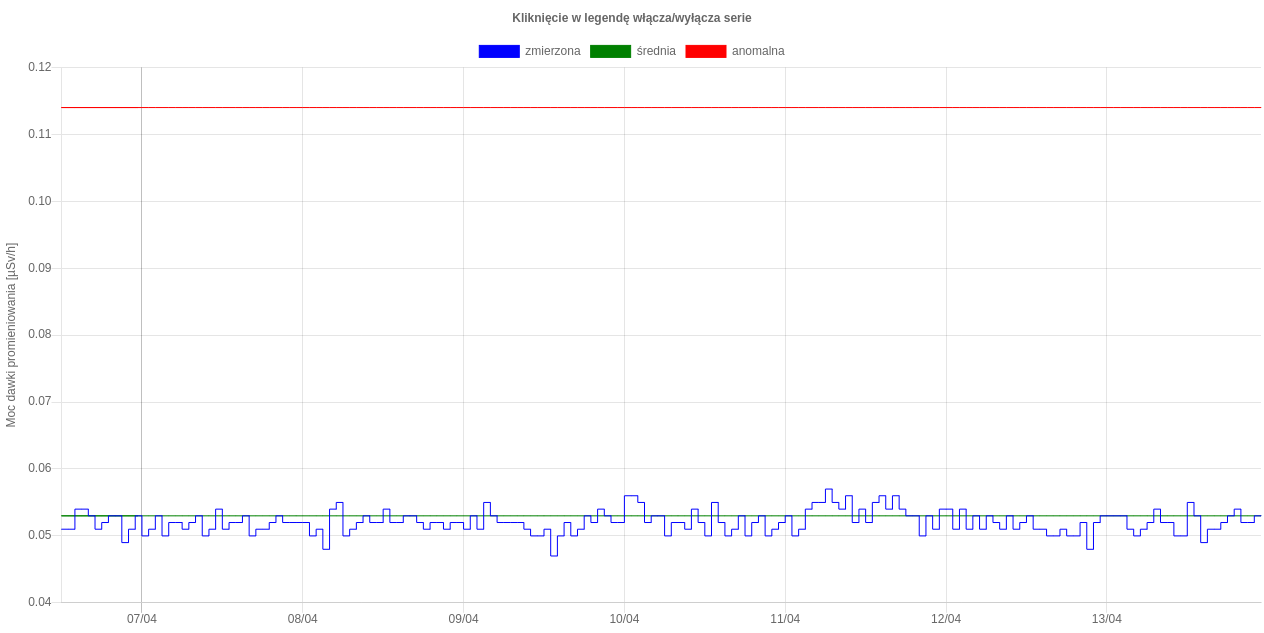 Kliknięcie w legendę włącza/wyłącza serie
zmierzona średnia anomalna
0.12
0.11
0.10
0.09
0.08
0.07
0.06
0.05
0.04
Moc dawki promieniowania [µSv/h]
07/04 08/04 09/04 10/04 11/04 12/04 13/04